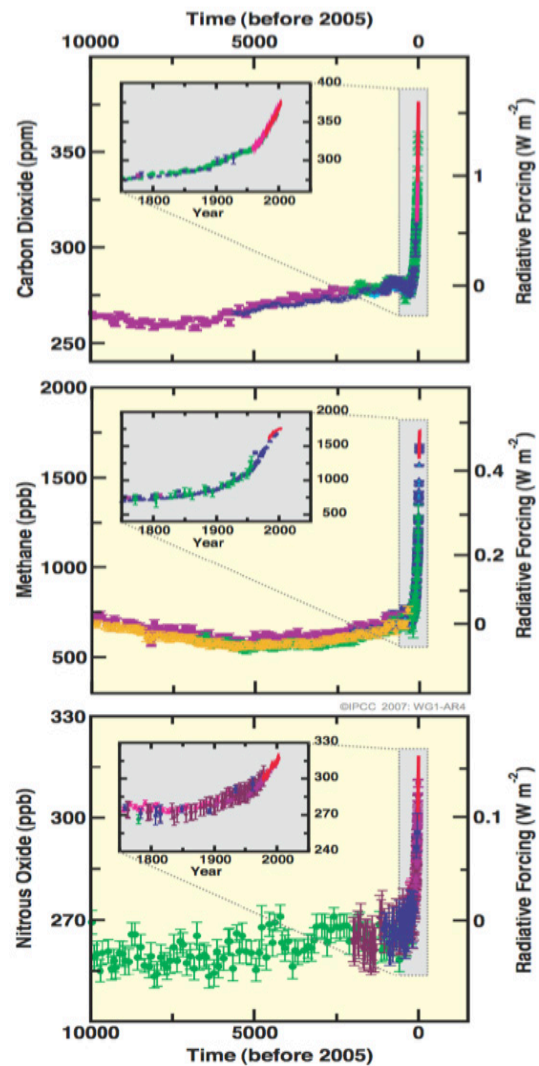 Time (before 2005)
10000 5000 0
Carbon Dioxide (ppm)
350
300
250
400
300
1800 1900 2000
Year
1
0
Radiative Forcing (W m-2)
Methane (ppb)
2000
1500
1000
500
2000
1500
1000
500
1800 1900 2000
Year
0.4
0.2
0
Radiative Forcing (W m-2)
©IPCC 2007: WG1-AR4
Nitrous Oxide (ppb)
330
300
270
330
300
270
240
1800 1900 2000
Year
0.1
0
Radiative Forcing (W m-2)
10000 5000 0
Time (before 2005)